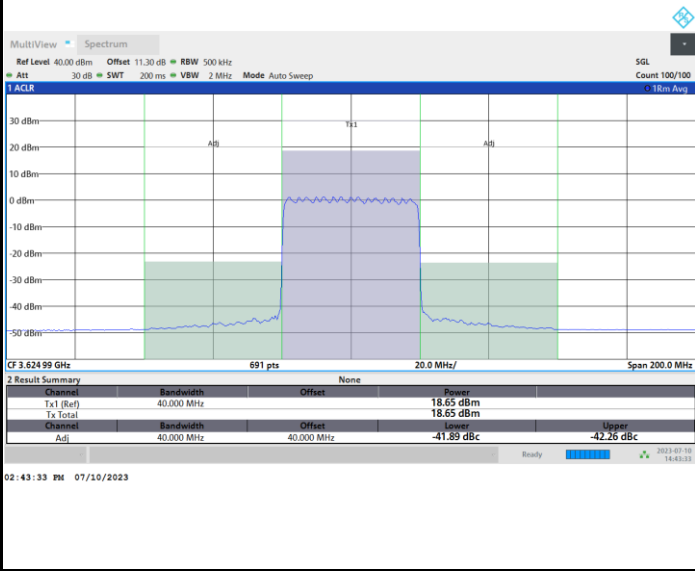 MultiView Spectrum
Ref Level 40.00 dBm Offset 11.30 dB RBW 500 kHz SGL
Att 30 dB SWT 200 ms VBW 2 MHz Mode Auto Sweep Count 100/100
1 ACLR 1Rm Avg
30 dBm
Tx1
20 dBm
Adj Adj
10 dBm
0 dBm
-10 dBm
-20 dBm
-30 dBm
-40 dBm
-50 dBm
CF 3.624 99 GHz 691 pts 20.0 MHz/ Span 200.0 MHz
2 Result Summary None
Channel Bandwidth Offset Power
Tx1 (Ref) 40.000 MHz 18.65 dBm
Tx Total 18.65 dBm
Channel Bandwidth Offset Lower Upper
Adj 40.000 MHz 40.000 MHz -41.89 dBc -42.26 dBc
Ready 2023-07-10
14:43:33
02:43:33 PM 07/10/2023